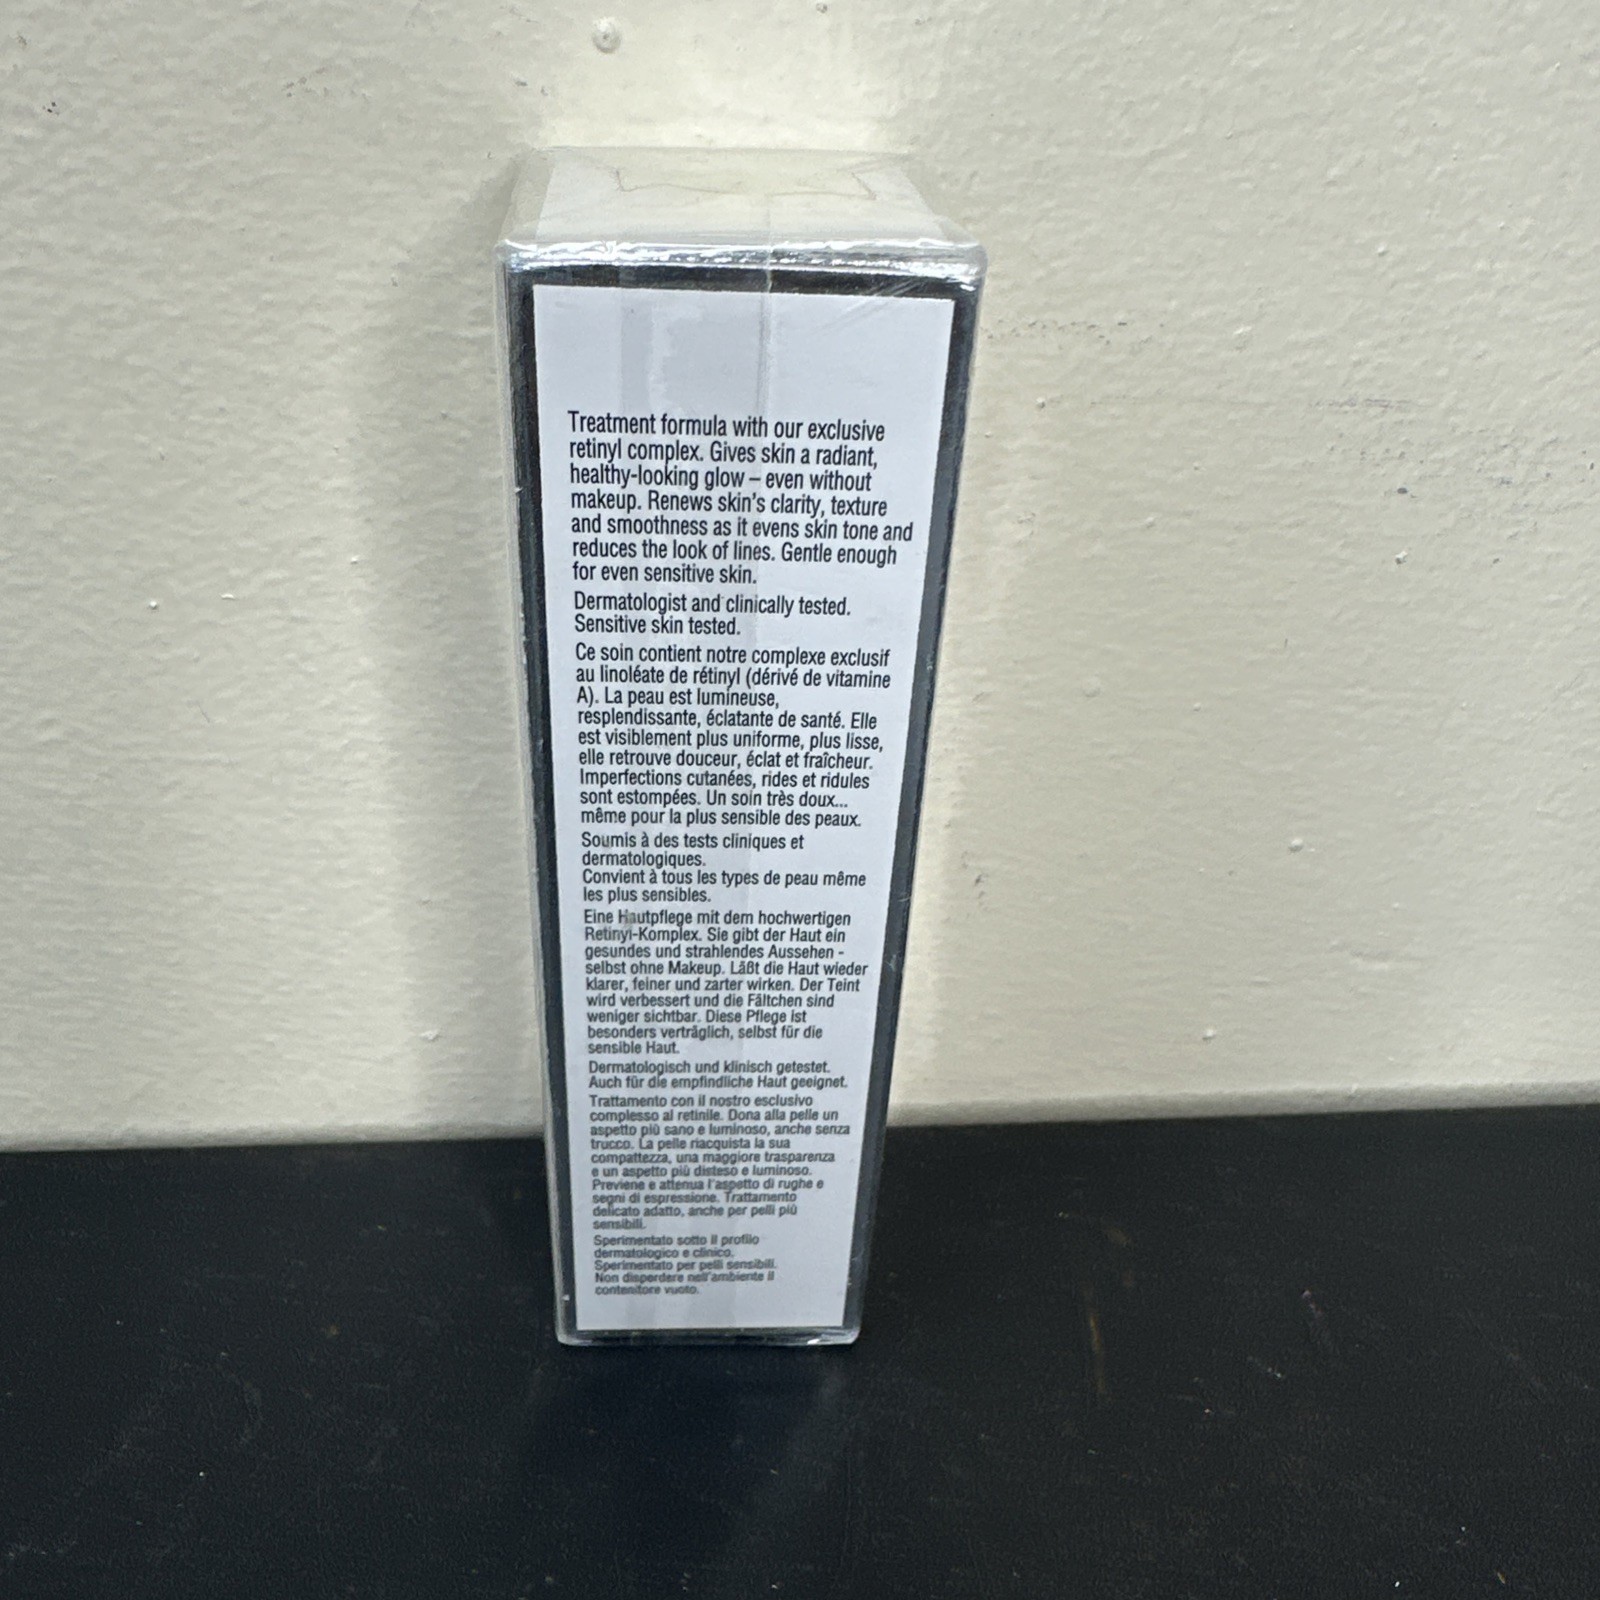 Treatment formula with our exclusive
retinyl complex. Gives skin a radiant,
healthy-looking glow – even without
makeup. Renews skin's clarity, texture
and smoothness as it evens skin tone and
reduces the look of lines. Gentle enough
for even sensitive skin.
Dermatologist and clinically tested.
Sensitive skin tested.
Ce soin contient notre complexe exclusif
au linoléate de rétinyl (dérivé de vitamine
A). La peau est lumineuse,
resplendissante, éclatante de santé. Elle
est visiblement plus uniforme, plus lisse,
elle retrouve douceur, éclat et fraîcheur.
Imperfections cutanées, rides et ridules
sont estompées. Un soin très doux...
même pour la plus sensible des peaux.
Soumis à des tests cliniques et
dermatologiques.
Convient à tous les types de peau même
les plus sensibles.
Eine Hautpflege mit dem hochwertigen
Retinyl-Komplex. Sie gibt der Haut ein
gesundes und strahlendes Aussehen -
selbst ohne Makeup. Läßt die Haut wieder
klarer, feiner und zarter wirken. Der Teint
wird verbessert und die Fältchen sind
weniger sichtbar. Diese Pflege ist
besonders verträglich, selbst für die
sensible Haut.
Dermatologisch und klinisch getestet.
Auch für die empfindliche Haut geeignet.
Trattamento con il nostro esclusivo
complesso al retinile. Dona alla pelle un
aspetto più sano e luminoso, anche senza
trucco. La pelle riacquista la sua
compattezza, una maggiore trasparenza
e un aspetto più disteso e luminoso.
Previene e attenua l'aspetto di rughe e
segni di espressione. Trattamento
delicato adatto, anche per pelli più
sensibili.
Sperimentato sotto il profilo
dermatologico e clinico.
Sperimentato per pelli sensibili.
Non disperdere nell'ambiente il
contenitore vuoto.